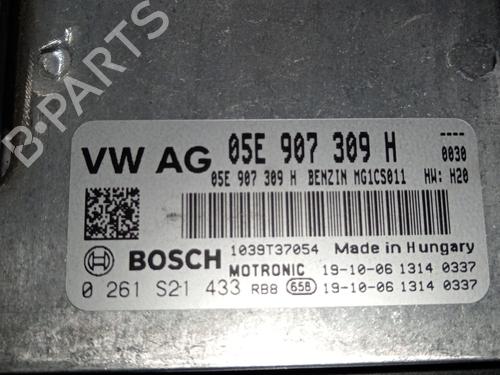 B-PARTS
VW AG 05E 907 309 H
----
0030
05E 907 309 H BENZIN MG1CS011 HW: H20
BOSCH 1039T37054 Made in Hungary
MOTRONIC 19-10-06 1314 0337
0 261 S21 433 RB8 658 19-10-06 1314 0337